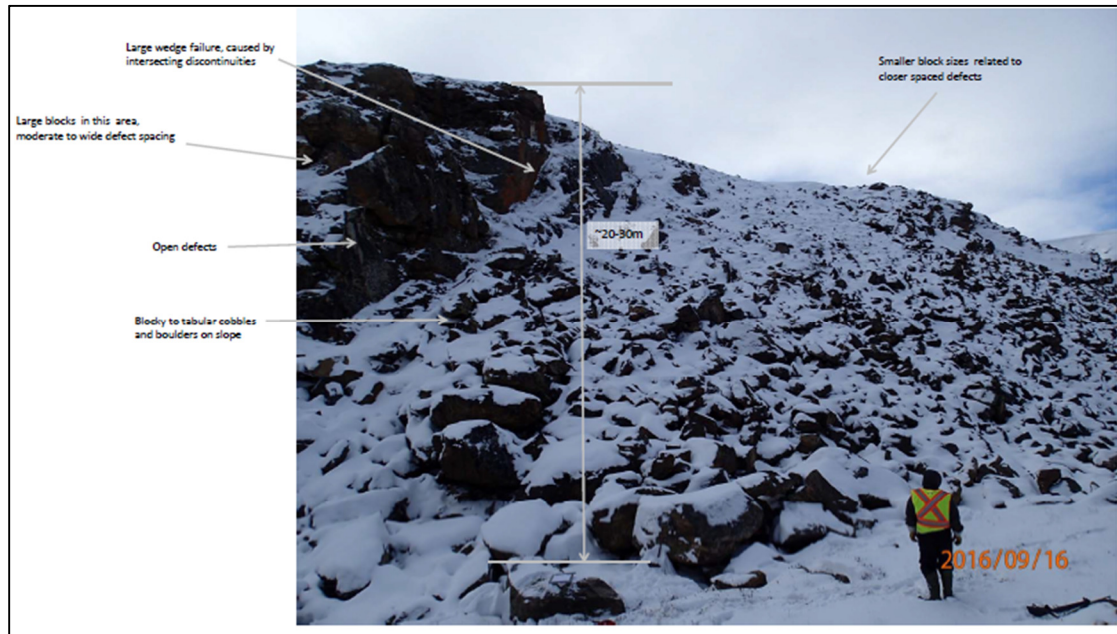 Large wedge failure, caused by
intersecting discontinuities
Smaller block sizes related to
closer spaced defects
Large blocks in this area,
moderate to wide defect spacing
~20-30m
Open defects
Blocky to tabular cobbles
and boulders on slope
2016/09/16